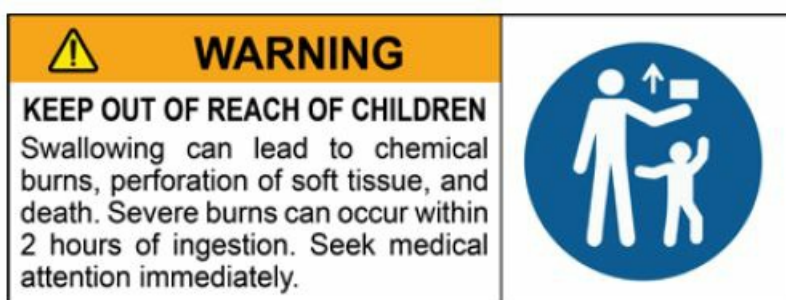 WARNING
KEEP OUT OF REACH OF CHILDREN
Swallowing can lead to chemical
burns, perforation of soft tissue, and
death. Severe burns can occur within
2 hours of ingestion. Seek medical
attention immediately.